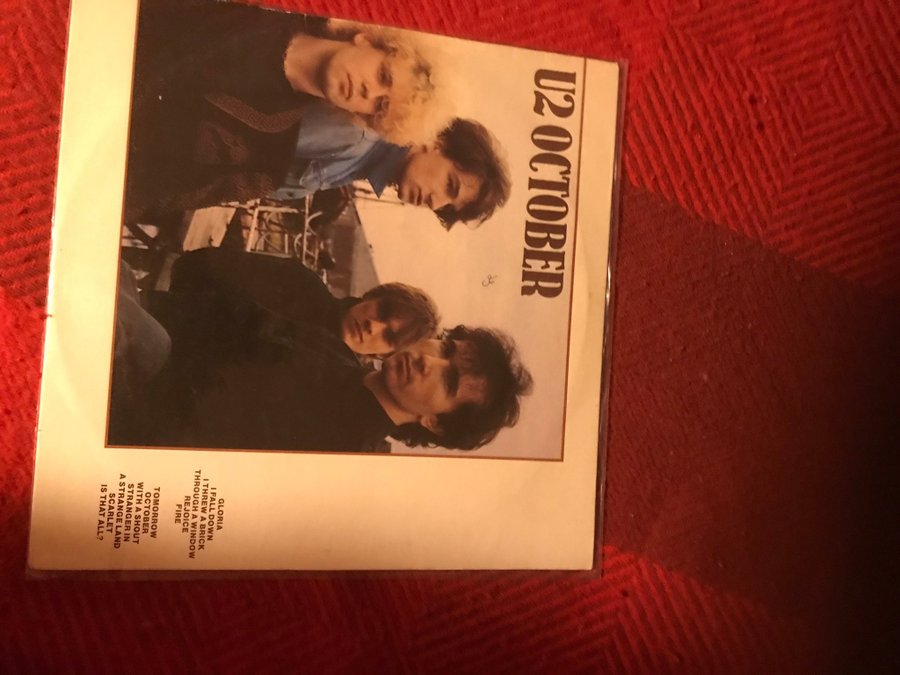 U2 OCTOBER
GLORIA
I FALL DOWN
I THREW A BRICK
THROUGH A WINDOW
REJOICE
FIRE
TOMORROW
OCTOBER
WITH A SHOUT
STRANGER IN
A STRANGE LAND
SCARLET
IS THAT ALL?